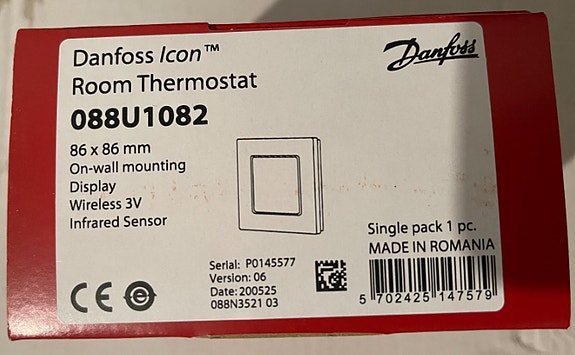 Danfoss Icon™
Room Thermostat
088U1082
86 x 86 mm
On-wall mounting
Display
Wireless 3V
Infrared Sensor
Danfoss
Single pack 1 pc.
MADE IN ROMANIA
Serial: P0145577
Version: 06
Date: 200525
088N3521 03
CE
5 702425 147579